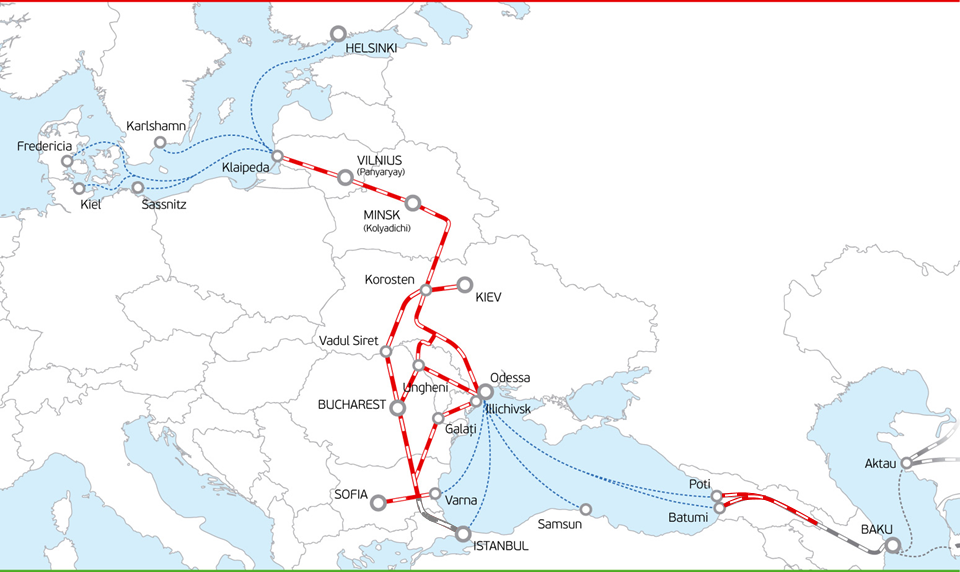 HELSINKI
Karlshamn
Fredericia
Klaipeda
VILNIUS
(Panyaryay)
Kiel
Sassnitz
MINSK
(Kolyadichi)
Korosten
KIEV
Vadul Siret
Ungheni
Odessa
BUCHAREST
Illichivsk
Galați
Aktau
Poti
SOFIA
Varna
Batumi
Samsun
BAKU
ISTANBUL